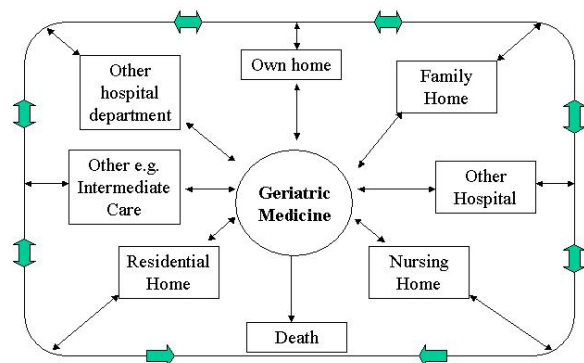 Other
hospital
department
Own home
Family
Home
Other e.g.
Intermediate
Care
Geriatric
Medicine
Other
Hospital
Residential
Home
Nursing
Home
Death